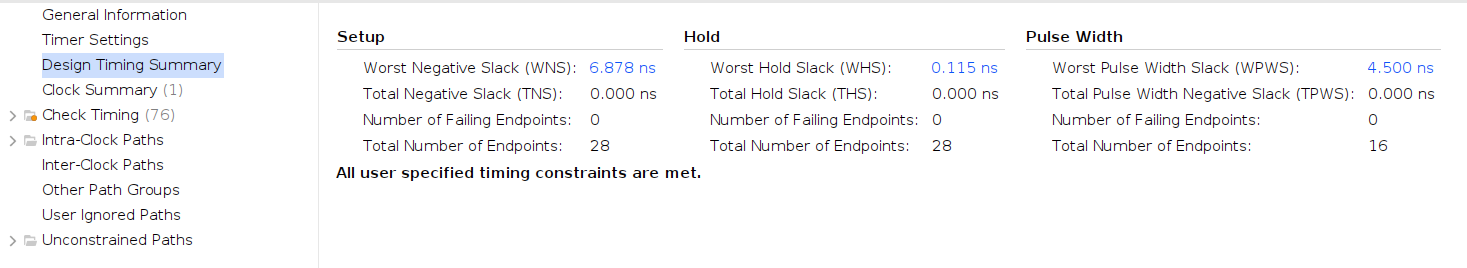 General Information
Timer Settings
Design Timing Summary
Clock Summary (1)
Check Timing (76)
Intra-Clock Paths
Inter-Clock Paths
Other Path Groups
User Ignored Paths
Unconstrained Paths
Setup
Worst Negative Slack (WNS): 6.878 ns
Total Negative Slack (TNS): 0.000 ns
Number of Failing Endpoints: 0
Total Number of Endpoints: 28
Hold
Worst Hold Slack (WHS): 0.115 ns
Total Hold Slack (THS): 0.000 ns
Number of Failing Endpoints: 0
Total Number of Endpoints: 28
Pulse Width
Worst Pulse Width Slack (WPWS): 4.500 ns
Total Pulse Width Negative Slack (TPWS): 0.000 ns
Number of Failing Endpoints: 0
Total Number of Endpoints: 16
All user specified timing constraints are met.